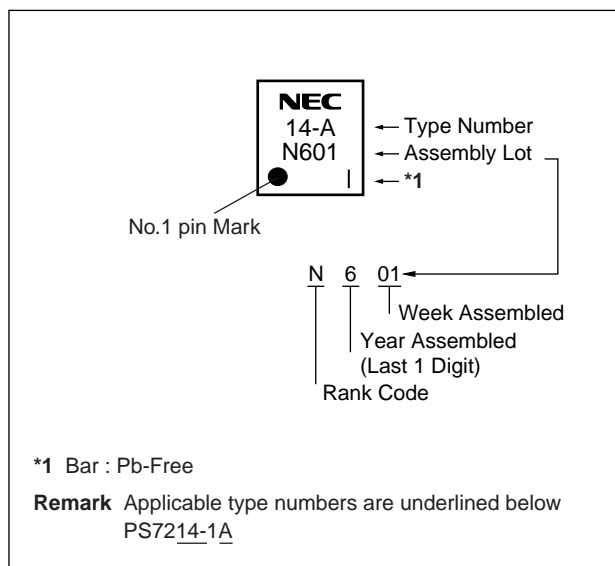 NEC
14-A
N601
|
Type Number
Assembly Lot
*1
No.1 pin Mark
N 6 01
Week Assembled
Year Assembled
(Last 1 Digit)
Rank Code
*1 Bar : Pb-Free
Remark Applicable type numbers are underlined below
PS7214-1A